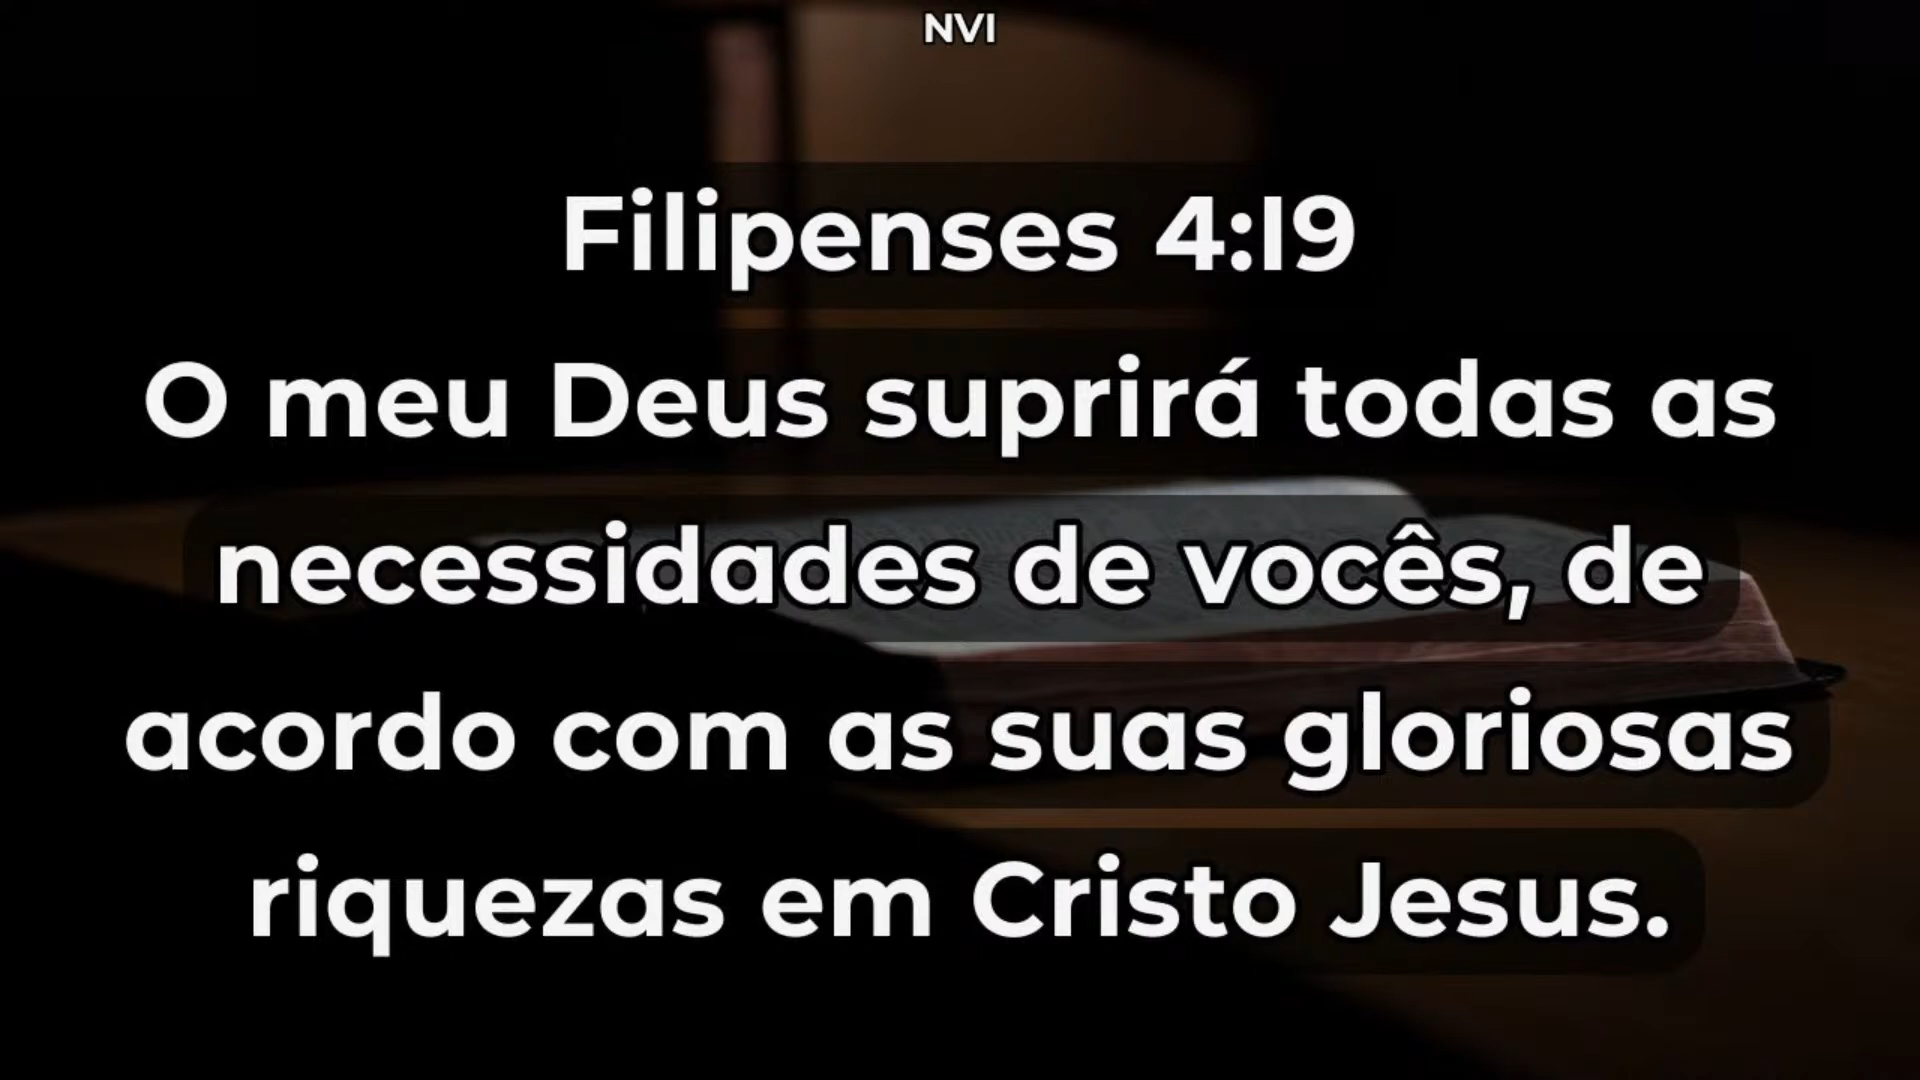 NVI
Filipenses 4:19
O meu Deus suprirá todas as
necessidades de vocês, de
acordo com as suas gloriosas
riquezas em Cristo Jesus.